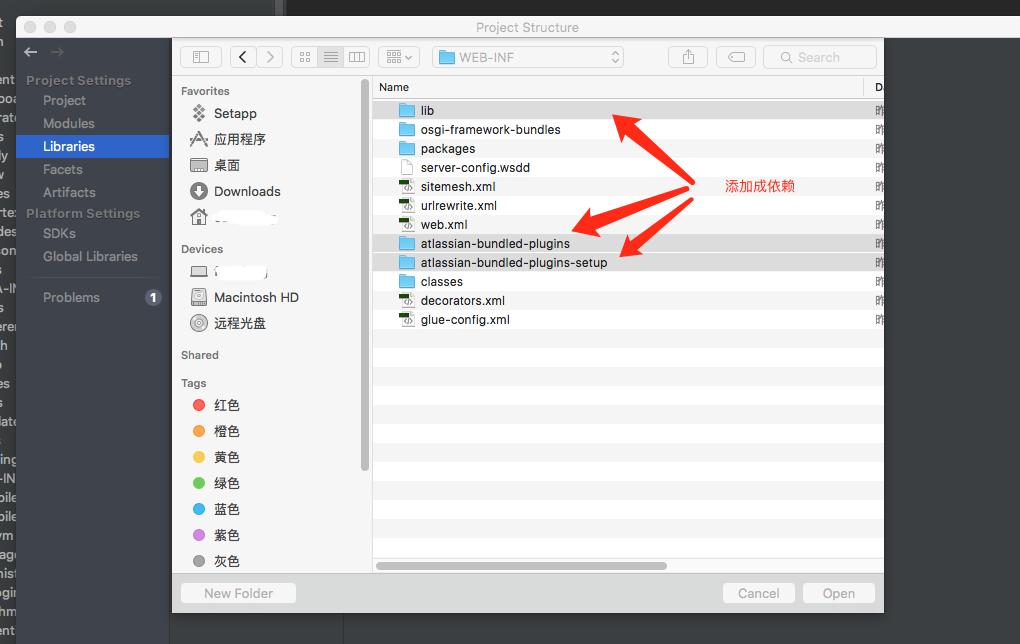 Project Structure
Project Settings
Project
Modules
Libraries
Facets
Artifacts
Platform Settings
SDKs
Global Libraries
Problems
1
WEB-INF
Search
Favorites
Setapp
应用程序
桌面
Downloads
Devices
Macintosh HD
远程光盘
Shared
Tags
红色
橙色
黄色
绿色
蓝色
紫色
灰色
Name
lib
osgi-framework-bundles
packages
server-config.wsdd
sitemesh.xml
urlrewrite.xml
web.xml
atlassian-bundled-plugins
atlassian-bundled-plugins-setup
classes
decorators.xml
glue-config.xml
添加成依赖
New Folder
Cancel
Open